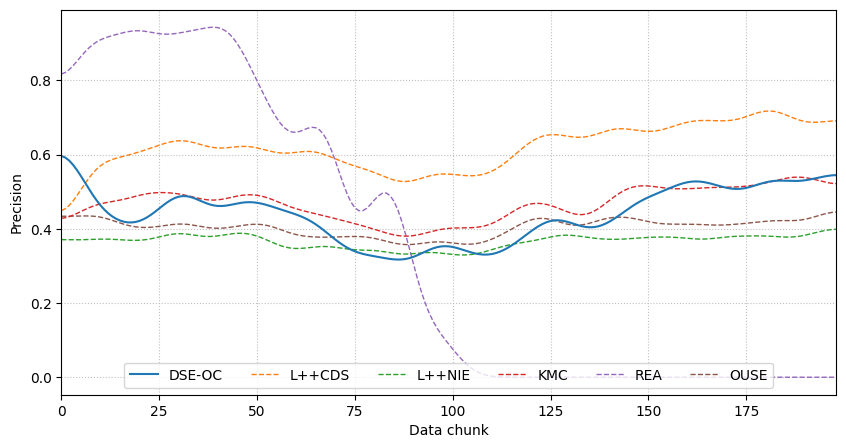 Precision
0.8
0.6
0.4
0.2
0.0
DSE-OC L++CDS L++NIE KMC REA OUSE
0 25 50 75 100 125 150 175
Data chunk